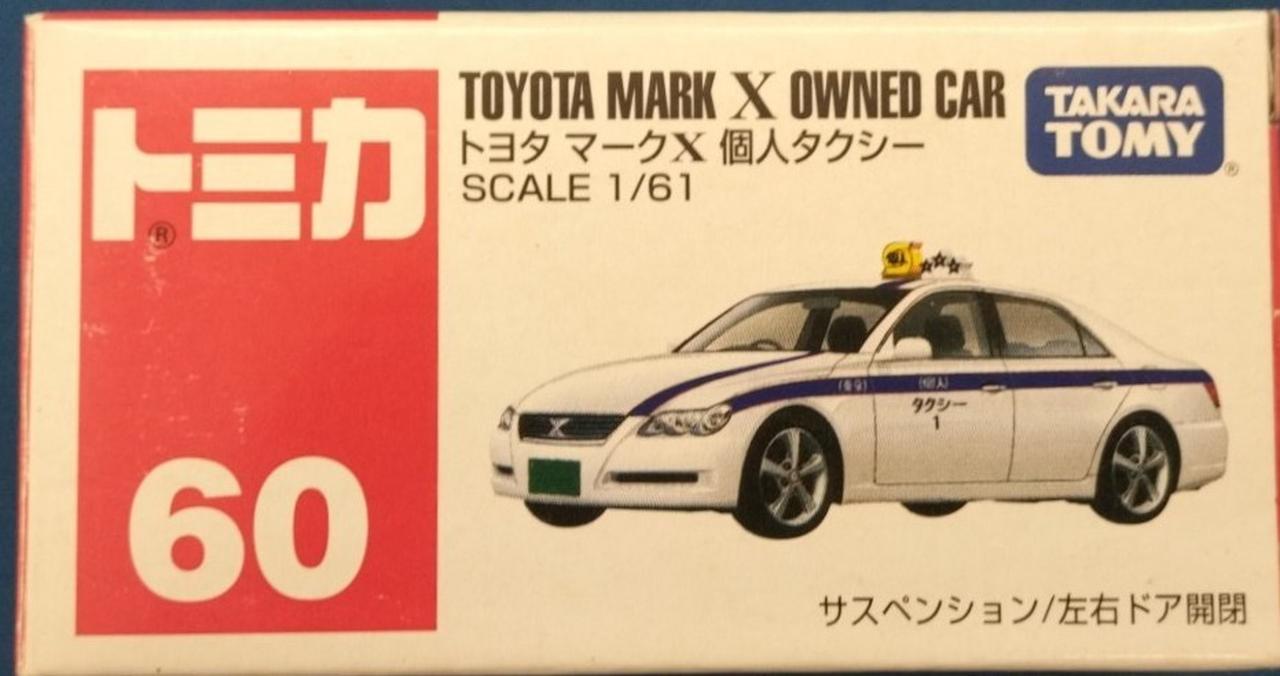 トミカ
®
60
TOYOTA MARK X OWNED CAR
トヨタ マークX 個人タクシー
SCALE 1/61
TAKARA
TOMY
®
個人
タクシー
1
サスペンション/左右ドア開閉